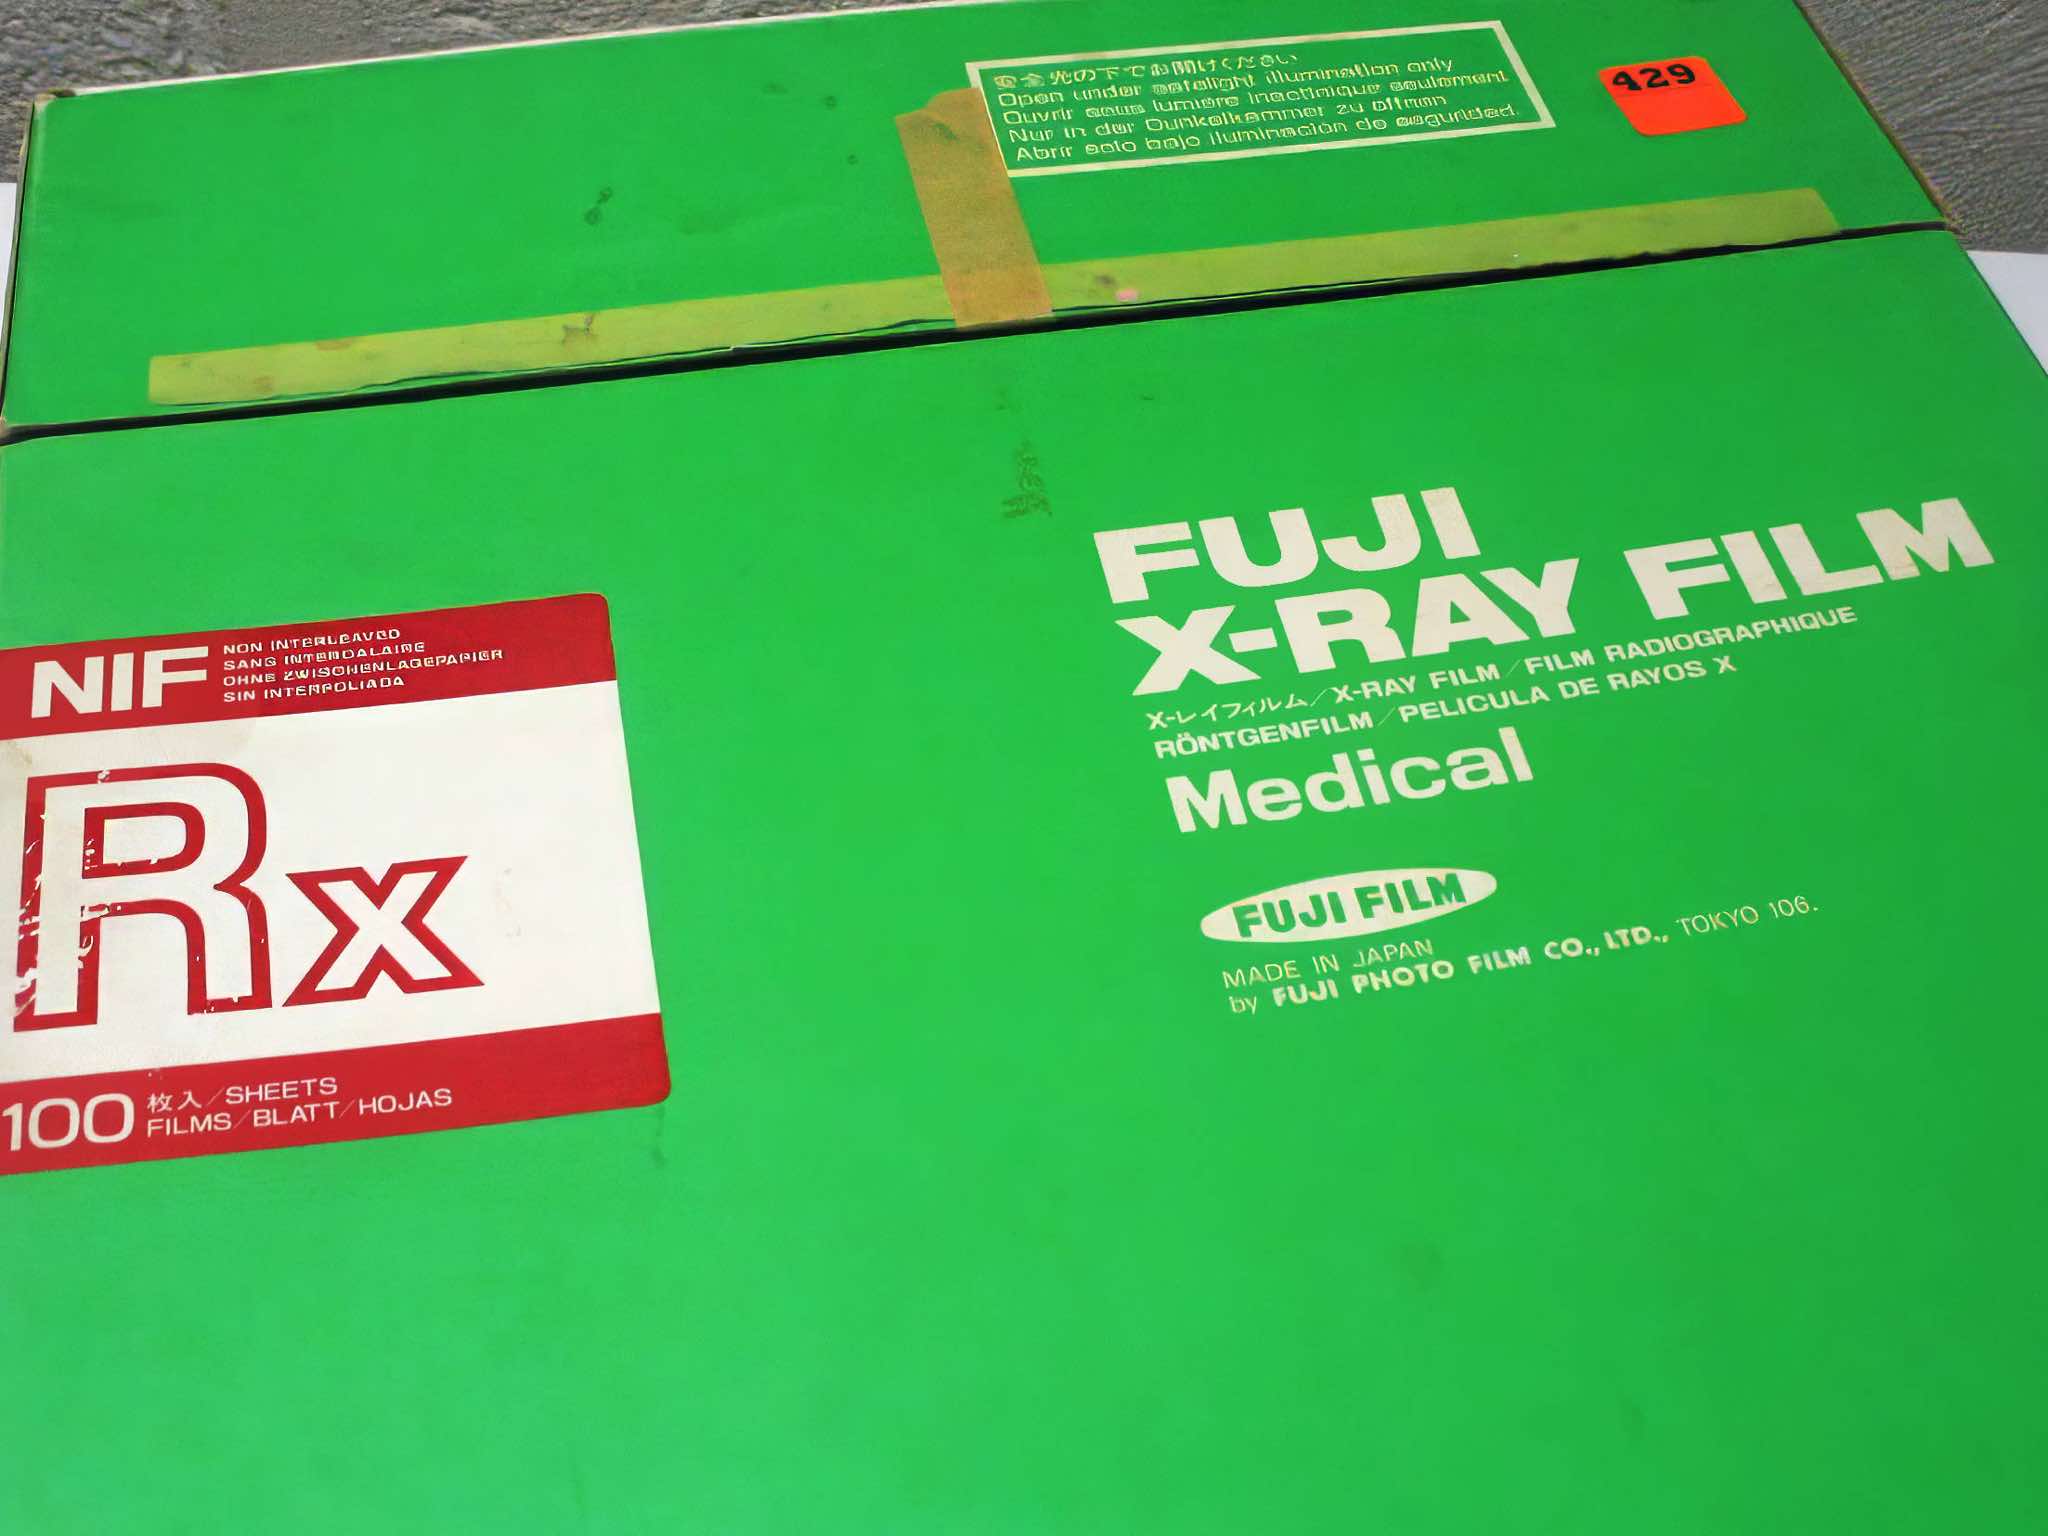 安全光の下でお開けください
Open under safelight illumination only
Ouvrir sous lumière inactinique seulement
Nur in der Dunkelkammer zu öffnen
Abrir solo bajo iluminación de seguridad.
429
FUJI
X-RAY FILM
X-レイフィルム/X-RAY FILM/FILM RADIOGRAPHIQUE
RÖNTGENFILM/PELICULA DE RAYOS X
Medical
FUJI FILM
MADE IN JAPAN
by FUJI PHOTO FILM CO., LTD., TOKYO 106.
NIF
NON INTERLEAVED
SANS INTERCALAIRE
OHNE ZWISCHENLAGEPAPIER
SIN INTERFOLIADA
Rx
100 枚入/SHEETS
FILMS/BLATT/HOJAS